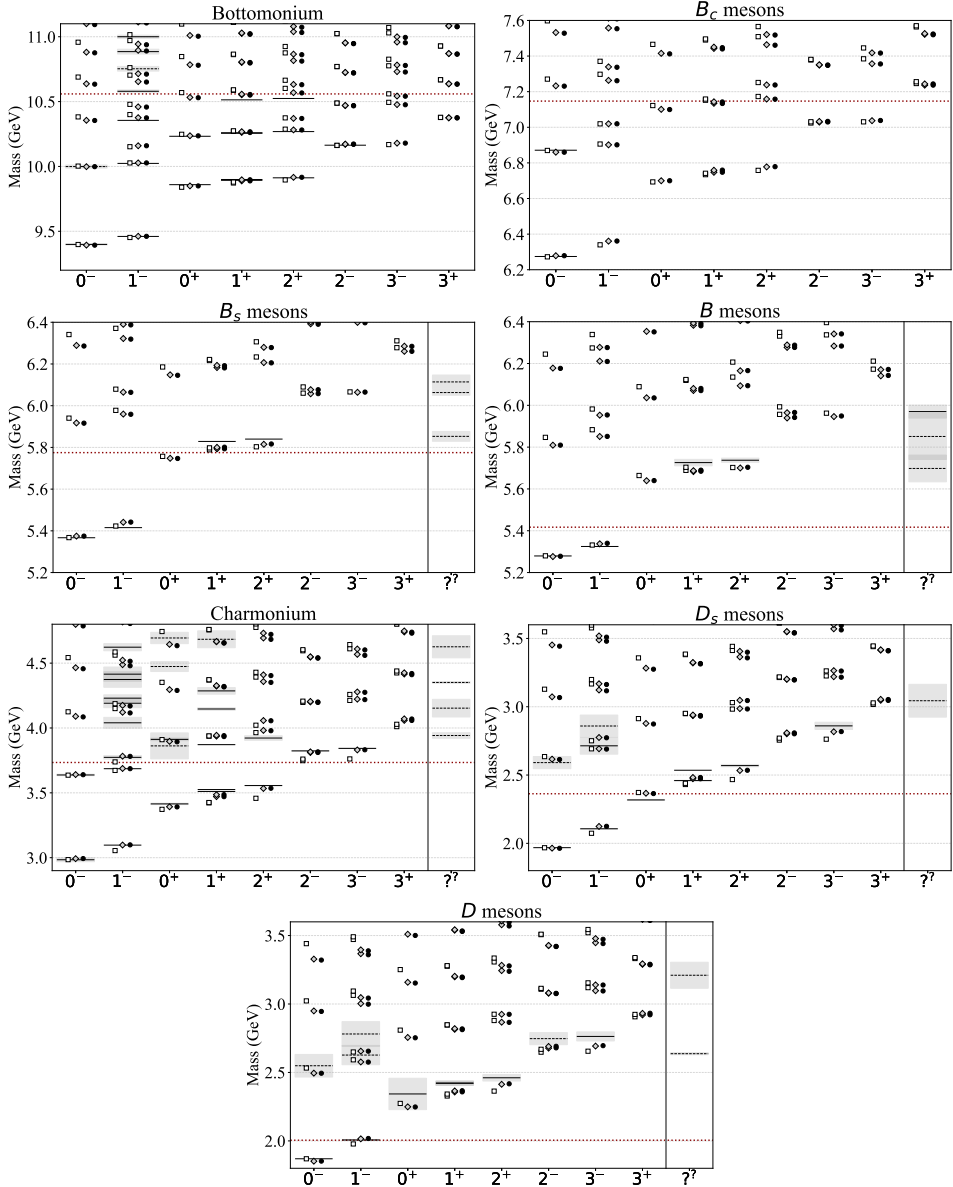 Bottomonium
Mass (GeV)
11.0
10.5
10.0
9.5
0⁻ 1⁻ 0⁺ 1⁺ 2⁺ 2⁻ 3⁻ 3⁺
B_c mesons
Mass (GeV)
7.6
7.4
7.2
7.0
6.8
6.6
6.4
6.2
0⁻ 1⁻ 0⁺ 1⁺ 2⁺ 2⁻ 3⁻ 3⁺
B_s mesons
Mass (GeV)
6.4
6.2
6.0
5.8
5.6
5.4
5.2
0⁻ 1⁻ 0⁺ 1⁺ 2⁺ 2⁻ 3⁻ 3⁺ ?^?
B mesons
Mass (GeV)
6.4
6.2
6.0
5.8
5.6
5.4
5.2
0⁻ 1⁻ 0⁺ 1⁺ 2⁺ 2⁻ 3⁻ 3⁺ ?^?
Charmonium
Mass (GeV)
4.5
4.0
3.5
3.0
0⁻ 1⁻ 0⁺ 1⁺ 2⁺ 2⁻ 3⁻ 3⁺ ?^?
D_s mesons
Mass (GeV)
3.5
3.0
2.5
2.0
0⁻ 1⁻ 0⁺ 1⁺ 2⁺ 2⁻ 3⁻ 3⁺ ?^?
D mesons
Mass (GeV)
3.5
3.0
2.5
2.0
0⁻ 1⁻ 0⁺ 1⁺ 2⁺ 2⁻ 3⁻ 3⁺ ?^?